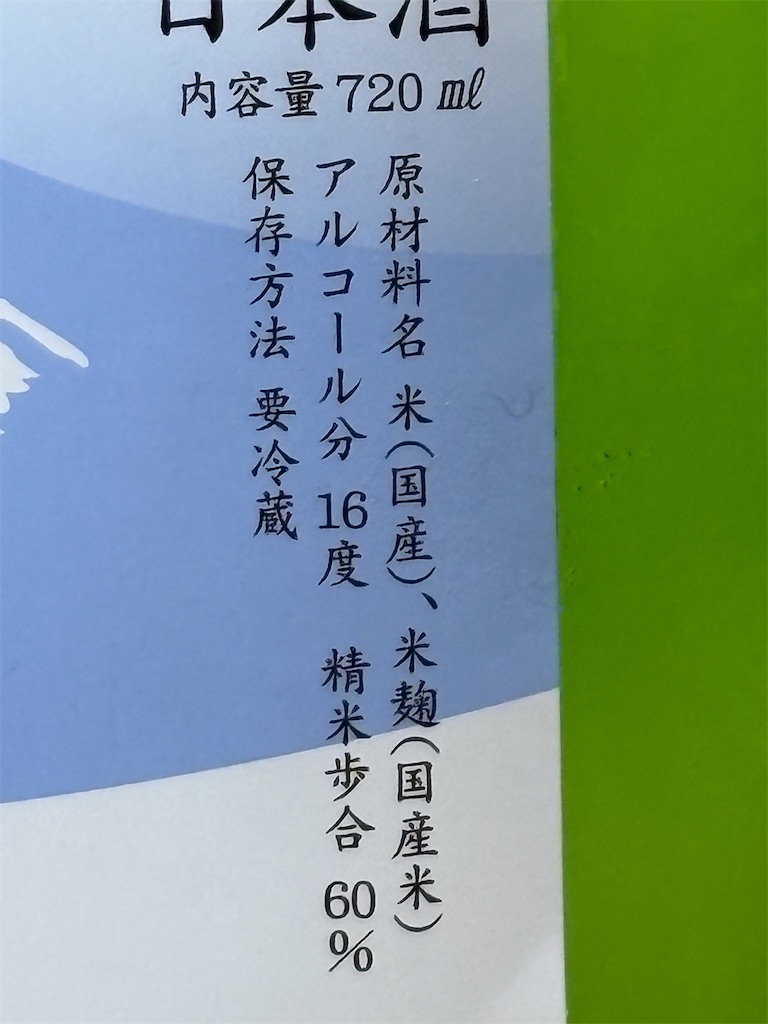 日本酒
内容量 720 ㎖
原材料名 米(国産)、米麹(国産米)
アルコール分 16度 精米歩合 60%
保存方法 要冷蔵